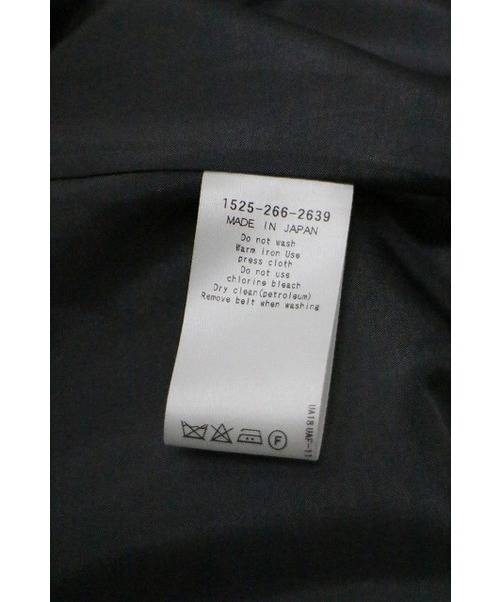 1525-266-2639
MADE IN JAPAN
Do not wash
Warm iron Use
press cloth
Do not use
chlorine bleach
Dry clean(petroleum)
Remove belt when washing
F